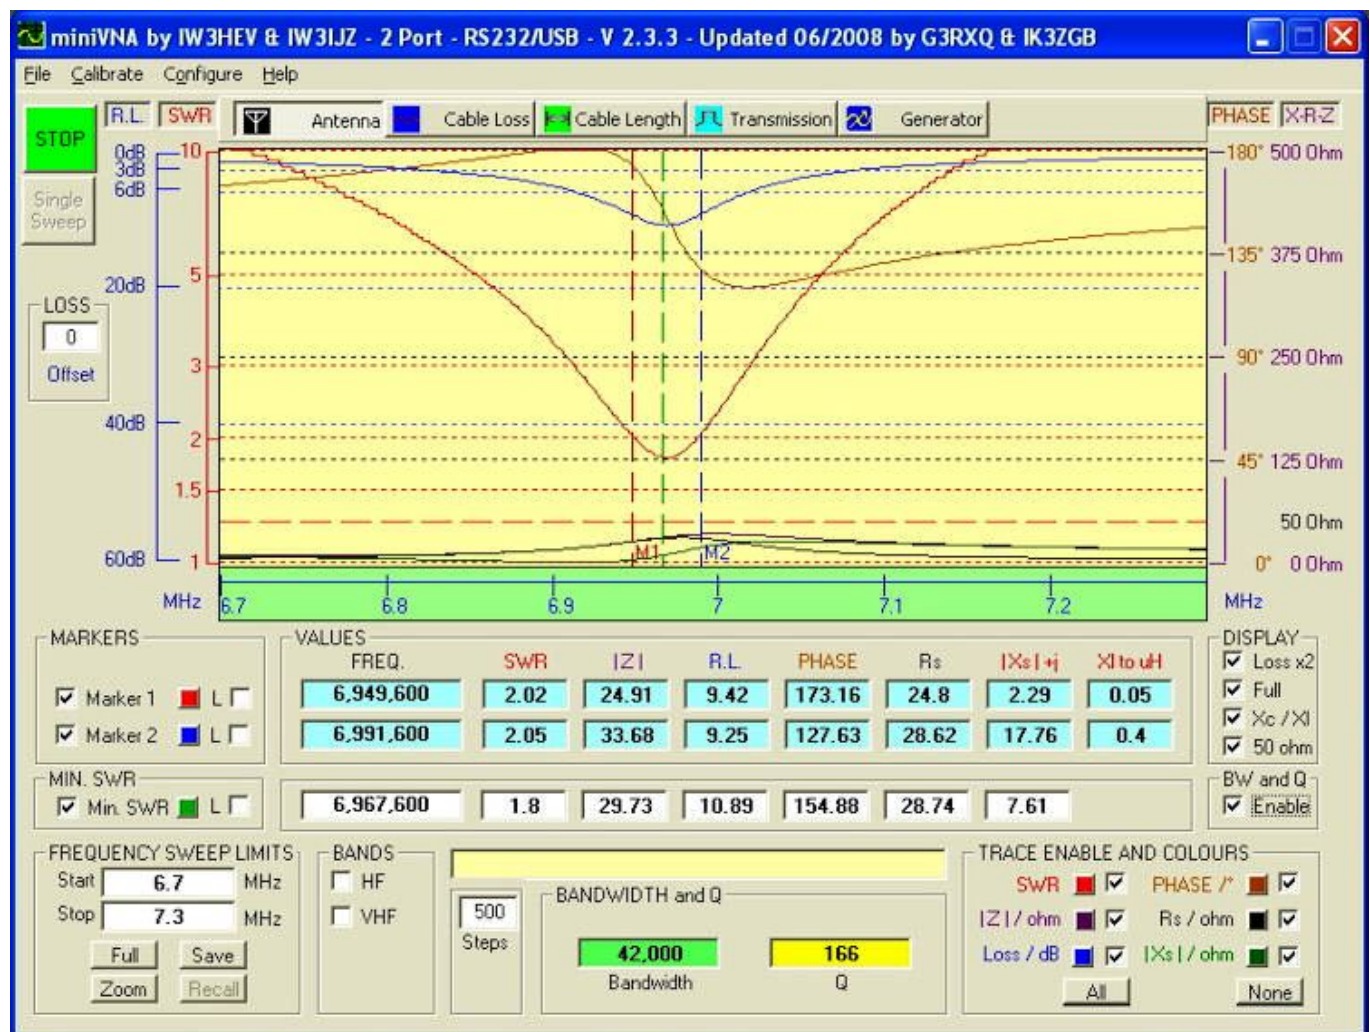 miniVNA by IW3HEV & IW3IJZ - 2 Port - RS232/USB - V 2.3.3 - Updated 06/2008 by G3RXQ & IK3ZGB
File Calibrate Configure Help
STOP R.L. SWR Antenna Cable Loss Cable Length Transmission Generator PHASE X-R-Z
0dB 10 180° 500 Ohm
3dB
6dB
Single
Sweep
135° 375 Ohm
5
20dB
LOSS
0
Offset
3 90° 250 Ohm
40dB
2
45° 125 Ohm
1.5
50 Ohm
M1 M2
60dB 1 0° 0 Ohm
MHz 6.7 6.8 6.9 7 7.1 7.2 MHz
MARKERS VALUES DISPLAY
FREQ. SWR |Z| R.L. PHASE Rs |Xs|+j Xl to uH Loss x2
Marker 1 L 6,949,600 2.02 24.91 9.42 173.16 24.8 2.29 0.05 Full
Xc / Xl
Marker 2 L 6,991,600 2.05 33.68 9.25 127.63 28.62 17.76 0.4 50 ohm
MIN. SWR BW and Q
Min. SWR L 6,967,600 1.8 29.73 10.89 154.88 28.74 7.61 Enable
FREQUENCY SWEEP LIMITS BANDS TRACE ENABLE AND COLOURS
Start 6.7 MHz HF SWR PHASE /°
BANDWIDTH and Q
Stop 7.3 MHz VHF 500 |Z| / ohm Rs / ohm
Steps
Full Save 42,000 166 Loss / dB |Xs| / ohm
Bandwidth Q
Zoom Recall All None